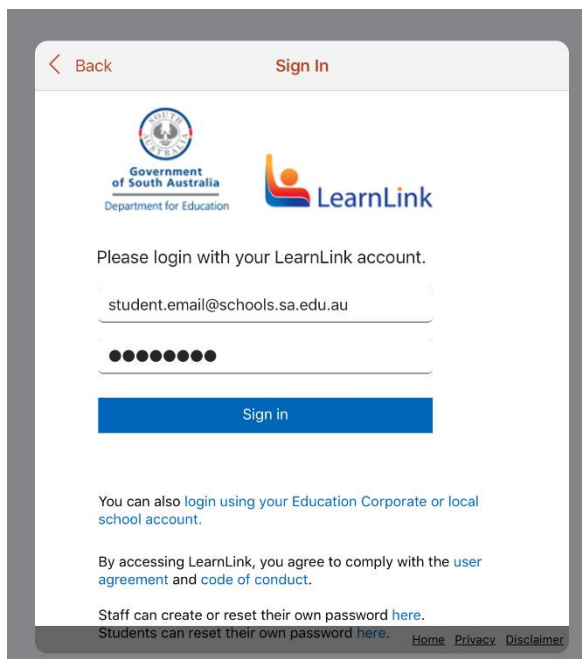 Back
Sign In
SOUTH
AUSTRALIA
Government
of South Australia
Department for Education
LearnLink
Please login with your LearnLink account.
student.email@schools.sa.edu.au
●●●●●●●●
Sign in
You can also login using your Education Corporate or local
school account.
By accessing LearnLink, you agree to comply with the user
agreement and code of conduct.
Staff can create or reset their own password here.
Students can reset their own password here.
Home Privacy Disclaimer